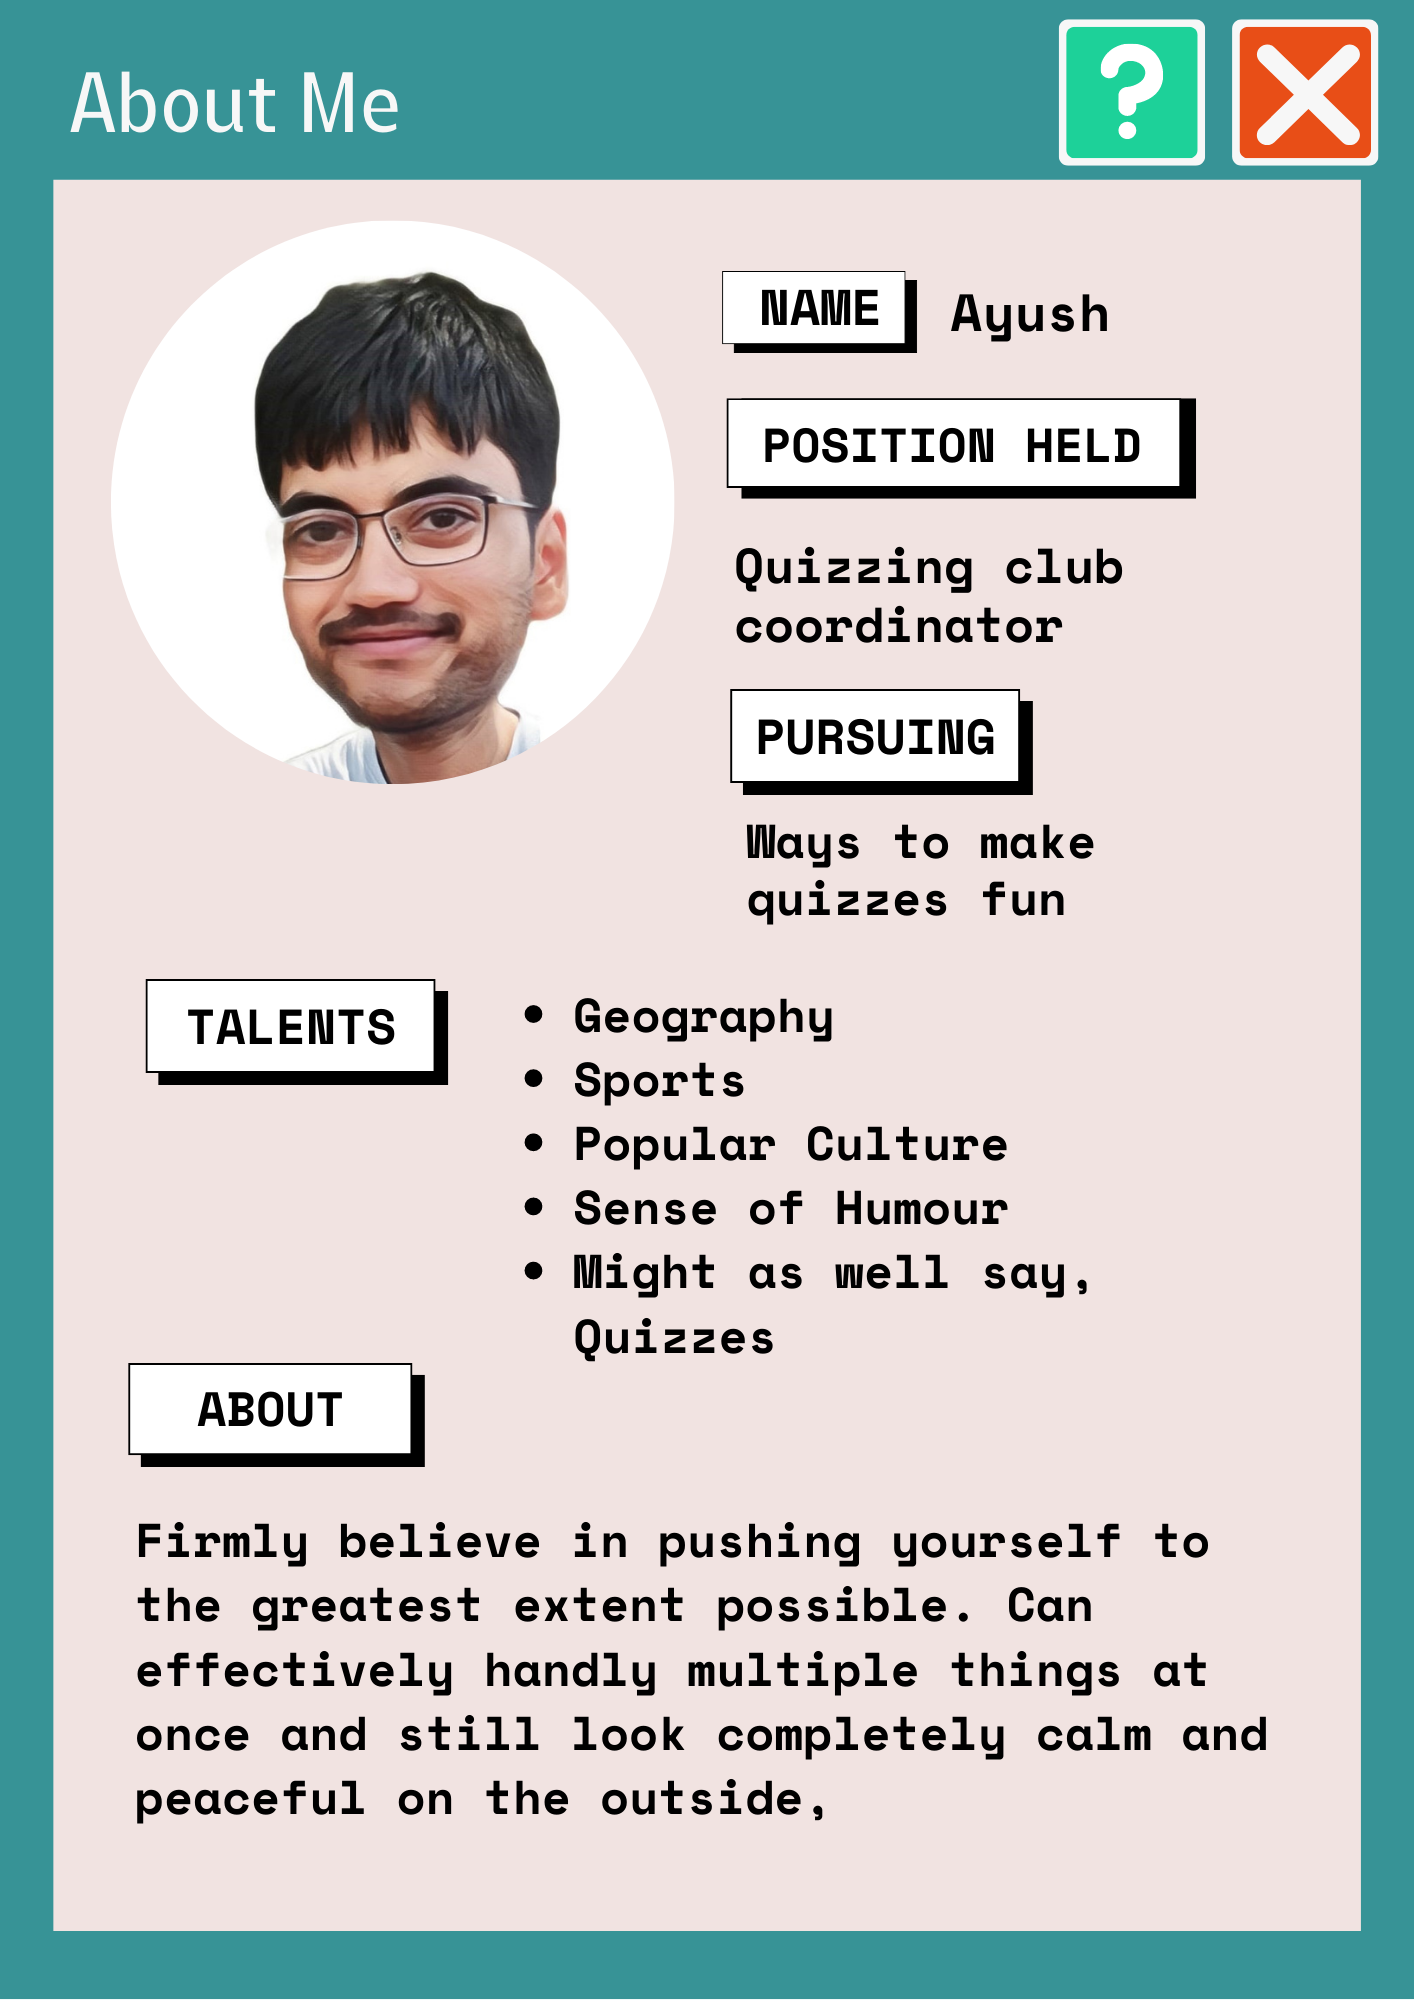 About Me
?
NAME
Ayush
POSITION HELD
Quizzing club
coordinator
PURSUING
Ways to make
quizzes fun
TALENTS
• Geography
• Sports
• Popular Culture
• Sense of Humour
• Might as well say,
Quizzes
ABOUT
Firmly believe in pushing yourself to
the greatest extent possible. Can
effectively handly multiple things at
once and still look completely calm and
peaceful on the outside,